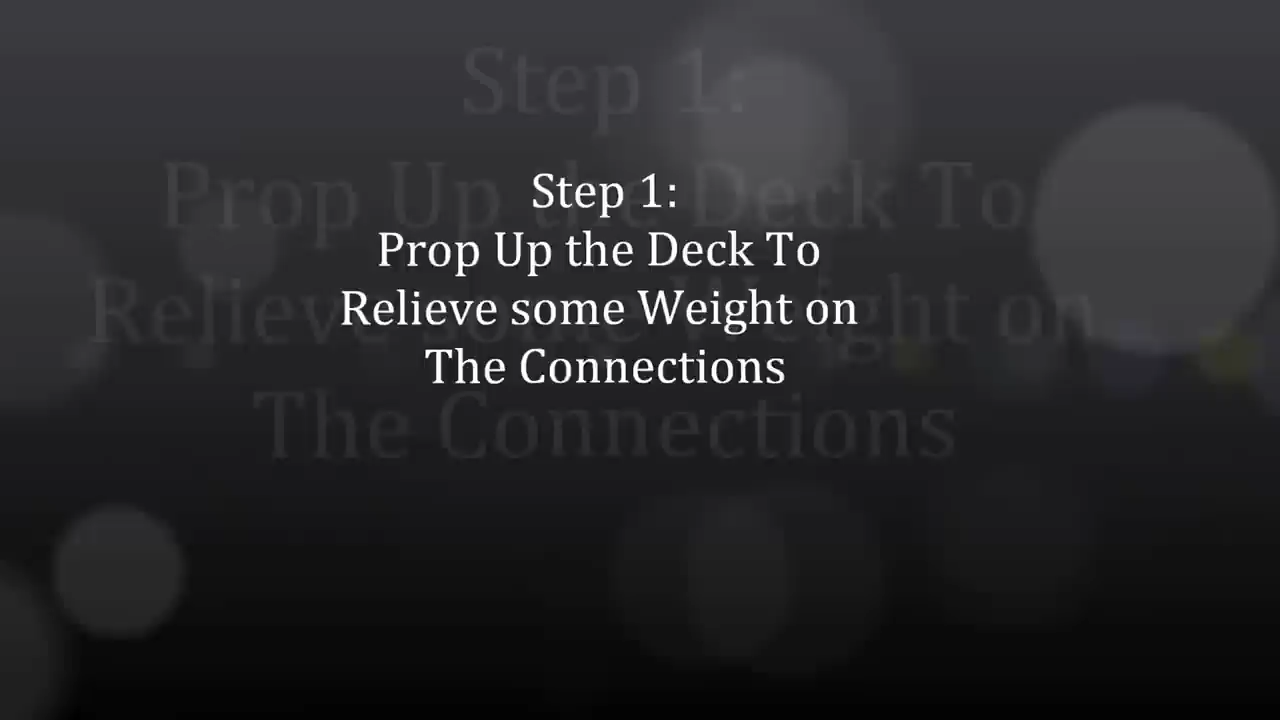 Step 1:
Prop Up the Deck To
Relieve some Weight on
The Connections